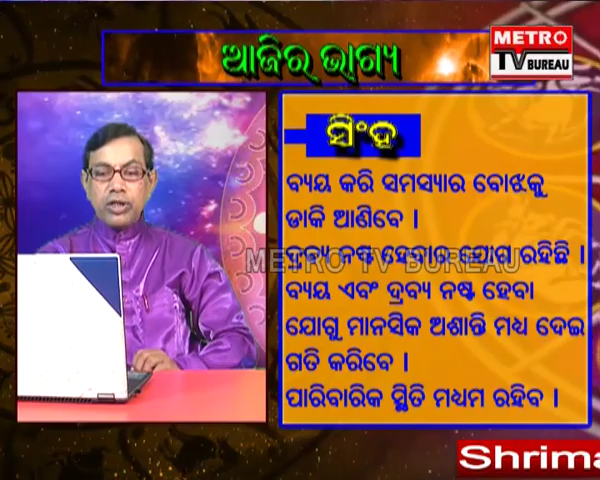 ଆଜିର ଭାଗ୍ୟ
METRO
TV BUREAU
ସିଂହ
ବ୍ୟୟ କରି ସମସ୍ୟାର ବୋଝକୁ
ଡାକି ଆଣିବେ ।
ଦ୍ରବ୍ୟ ନଷ୍ଟ ହେବାର ଯୋଗ ରହିଛି ।
METRO TV BUREAU
ବ୍ୟୟ ଏବଂ ଦ୍ରବ୍ୟ ନଷ୍ଟ ହେବା
ଯୋଗୁ ମାନସିକ ଅଶାନ୍ତି ମଧ୍ୟ ଦେଇ
ଗତି କରିବେ ।
ପାରିବାରିକ ସ୍ଥିତି ମଧ୍ୟମ ରହିବ ।
Shrima